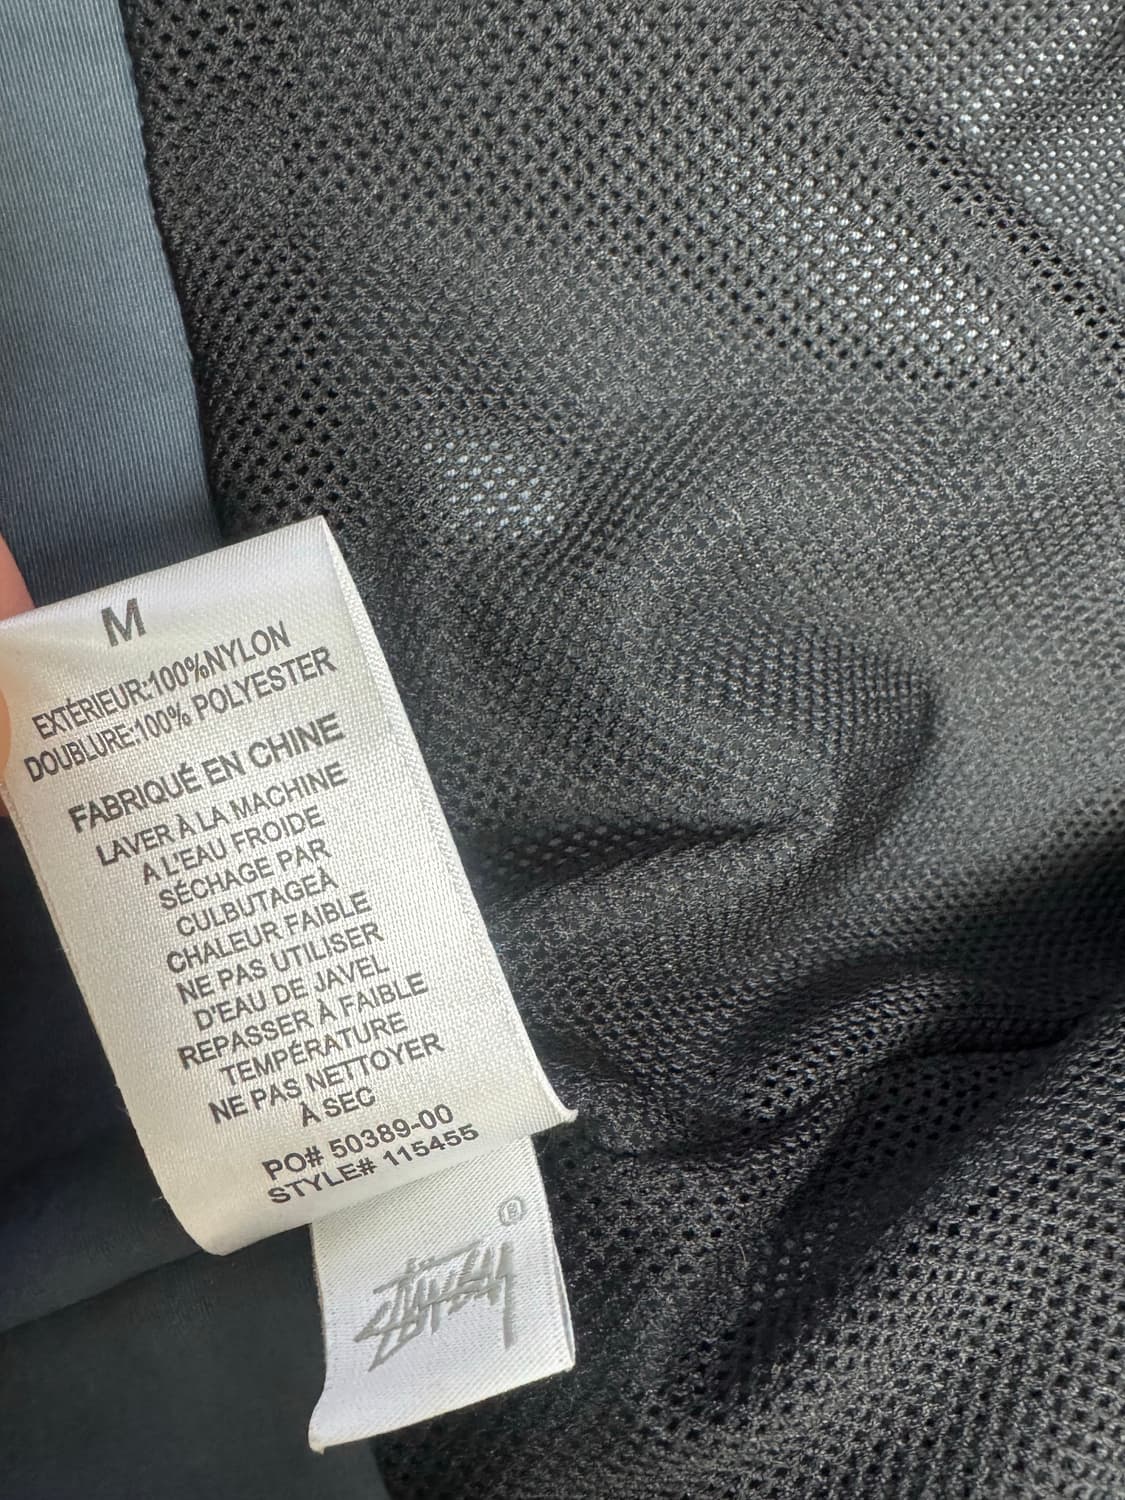 M
EXTÉRIEUR:100%NYLON
DOUBLURE:100% POLYESTER
FABRIQUÉ EN CHINE
LAVER À LA MACHINE
A L'EAU FROIDE
SÉCHAGE PAR
CULBUTAGEÀ
CHALEUR FAIBLE
NE PAS UTILISER
D'EAU DE JAVEL
REPASSER À FAIBLE
TEMPÉRATURE
NE PAS NETTOYER
À SEC
PO# 50389-00
STYLE# 115455
®
Stüssy